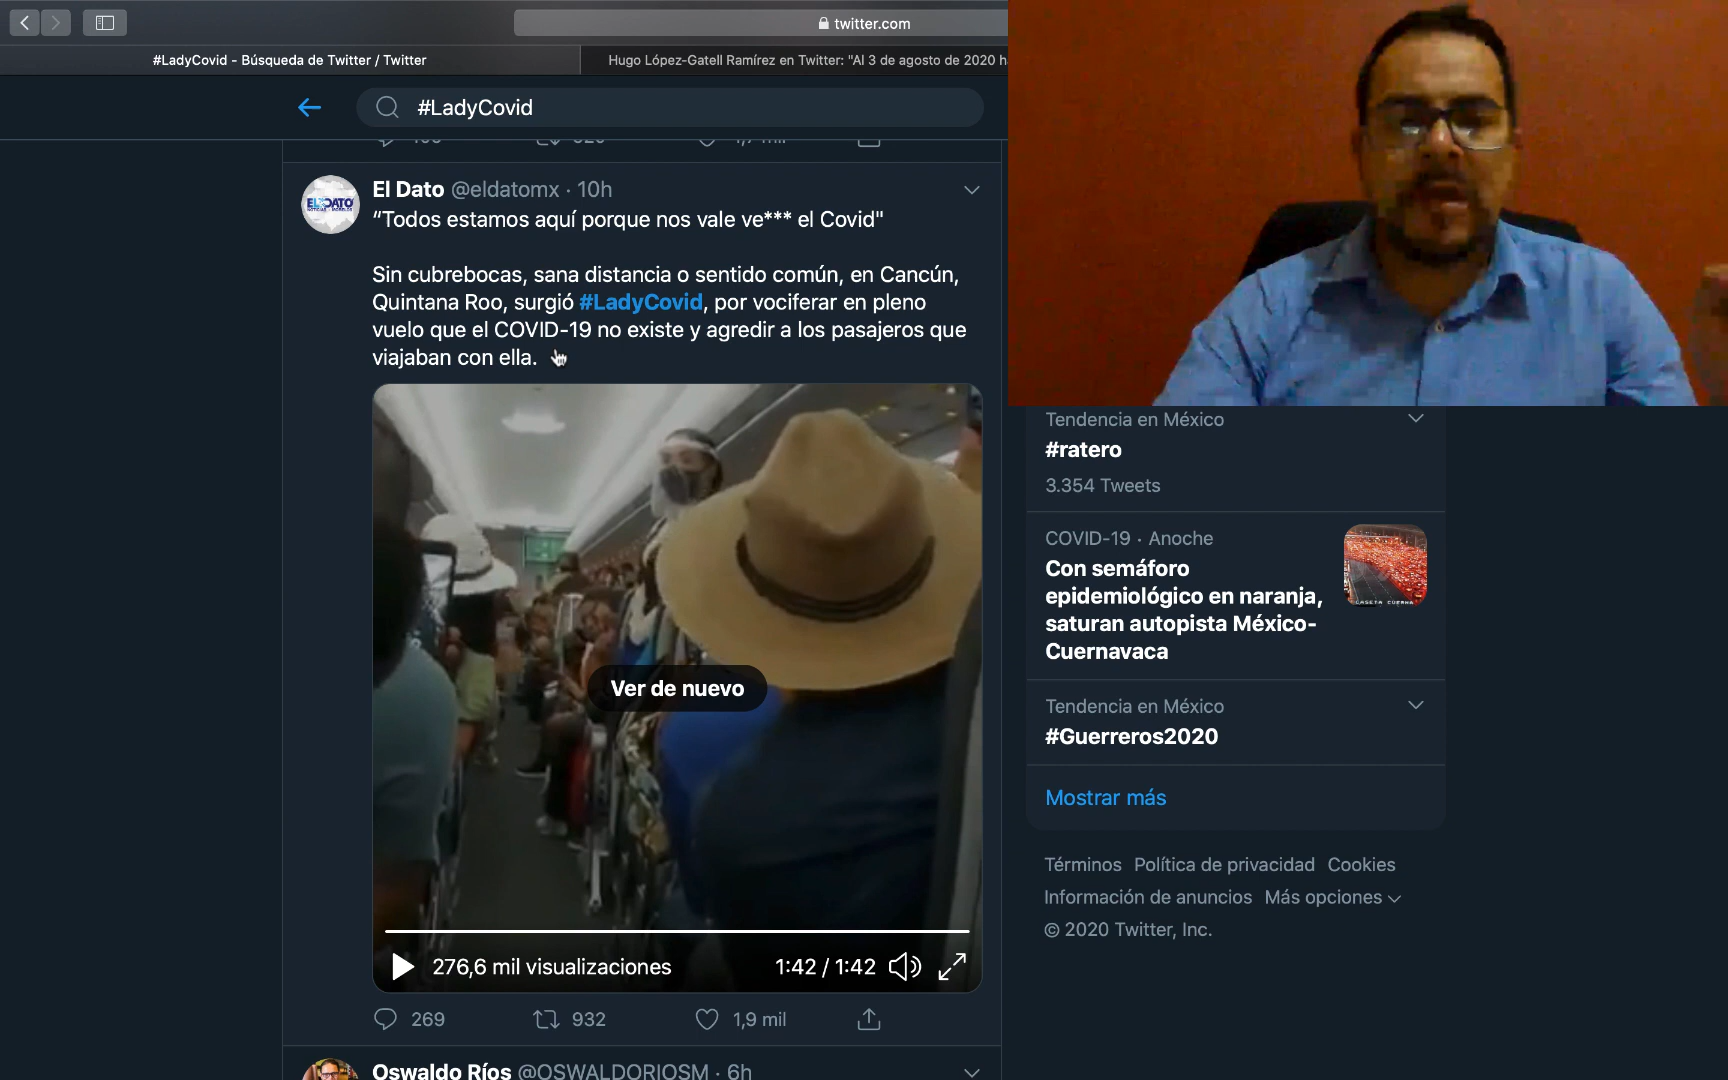 twitter.com
#LadyCovid - Búsqueda de Twitter / Twitter
Hugo López-Gatell Ramírez en Twitter: "Al 3 de agosto de 2020 h
#LadyCovid
El Dato @eldatomx · 10h
“Todos estamos aquí porque nos vale ve*** el Covid"
Sin cubrebocas, sana distancia o sentido común, en Cancún,
Quintana Roo, surgió #LadyCovid, por vociferar en pleno
vuelo que el COVID-19 no existe y agredir a los pasajeros que
viajaban con ella.
Ver de nuevo
276,6 mil visualizaciones
1:42 / 1:42
269
932
1,9 mil
Oswaldo Ríos @OSWALDORIOSM · 6h
Tendencia en México
#ratero
3.354 Tweets
COVID-19 · Anoche
Con semáforo
epidemiológico en naranja,
saturan autopista México-
Cuernavaca
Tendencia en México
#Guerreros2020
Mostrar más
Términos Política de privacidad Cookies
Información de anuncios Más opciones
© 2020 Twitter, Inc.